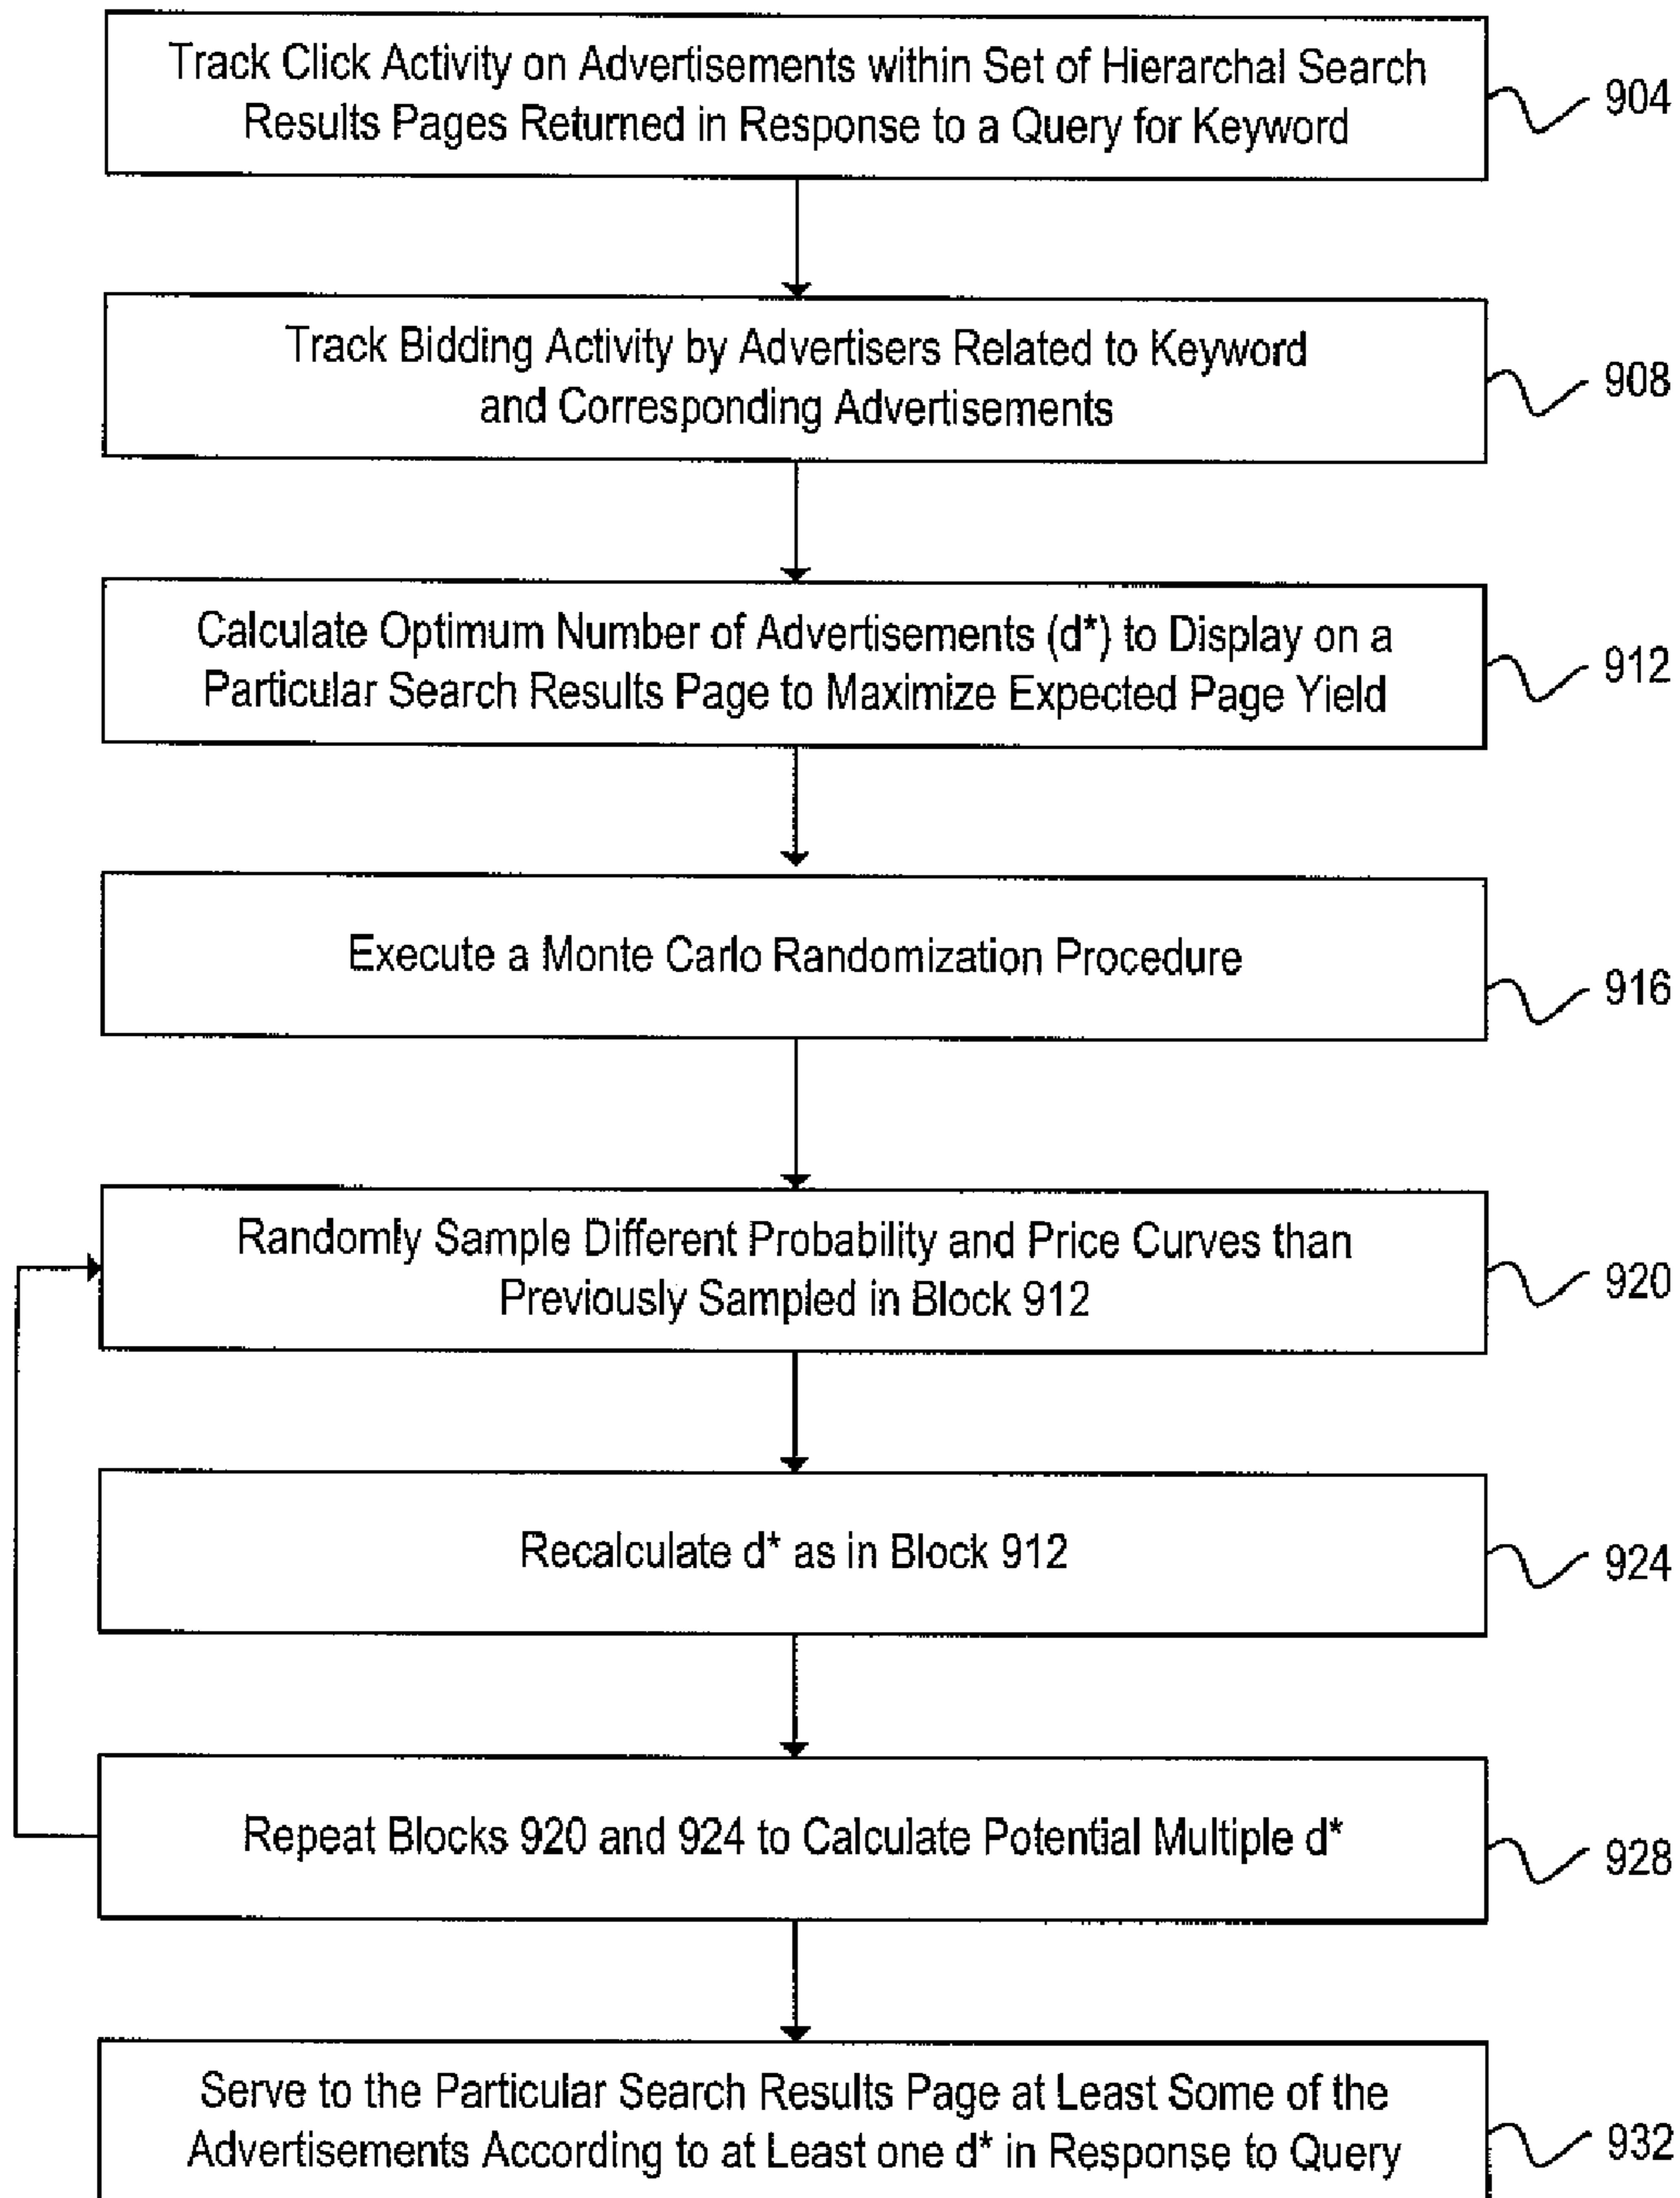 Track Click Activity on Advertisements within Set of Hierarchal Search
Results Pages Returned in Response to a Query for Keyword
904
Track Bidding Activity by Advertisers Related to Keyword
and Corresponding Advertisements
908
Calculate Optimum Number of Advertisements (d*) to Display on a
Particular Search Results Page to Maximize Expected Page Yield
912
Execute a Monte Carlo Randomization Procedure
916
Randomly Sample Different Probability and Price Curves than
Previously Sampled in Block 912
920
Recalculate d* as in Block 912
924
Repeat Blocks 920 and 924 to Calculate Potential Multiple d*
928
Serve to the Particular Search Results Page at Least Some of the
Advertisements According to at Least one d* in Response to Query
932